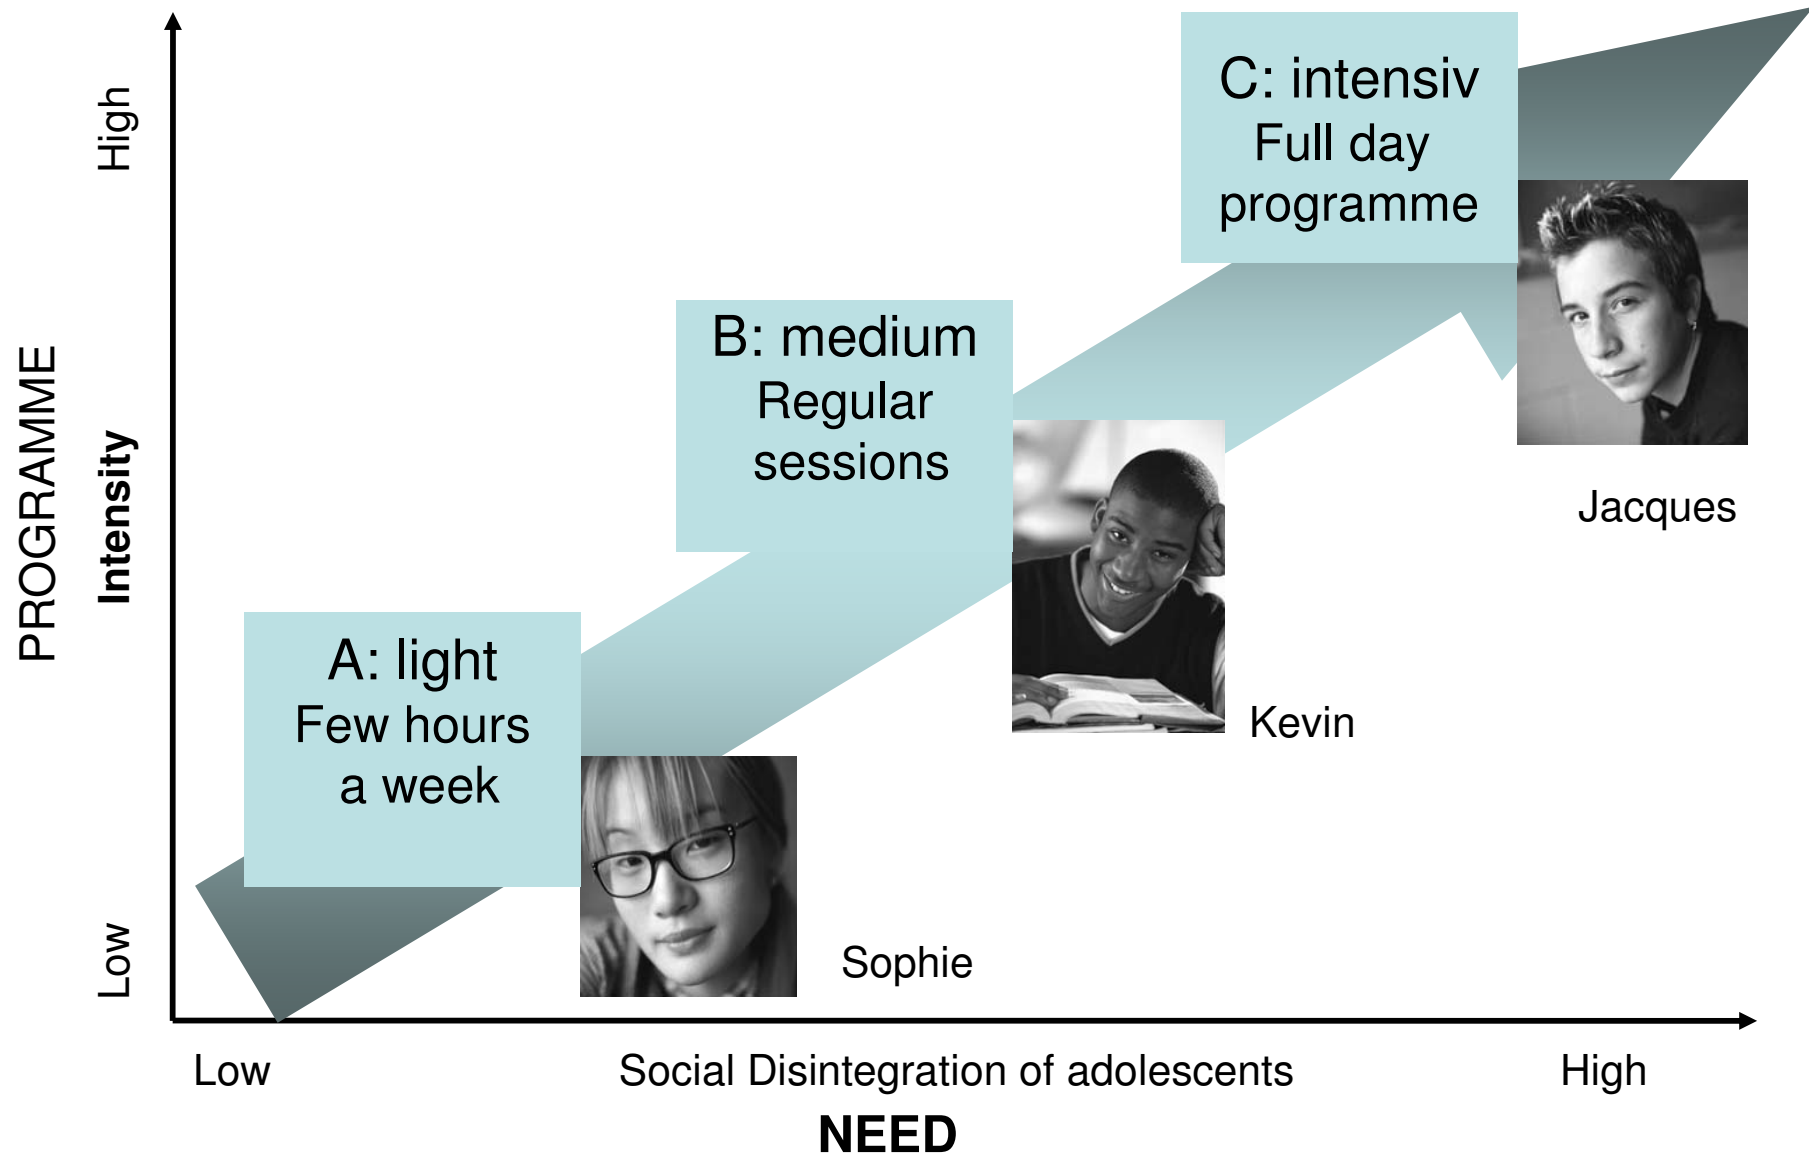 PROGRAMME
Intensity
High
Low
C: intensiv
Full day
programme
B: medium
Regular
sessions
A: light
Few hours
a week
Jacques
Kevin
Sophie
Low
Social Disintegration of adolescents
High
NEED